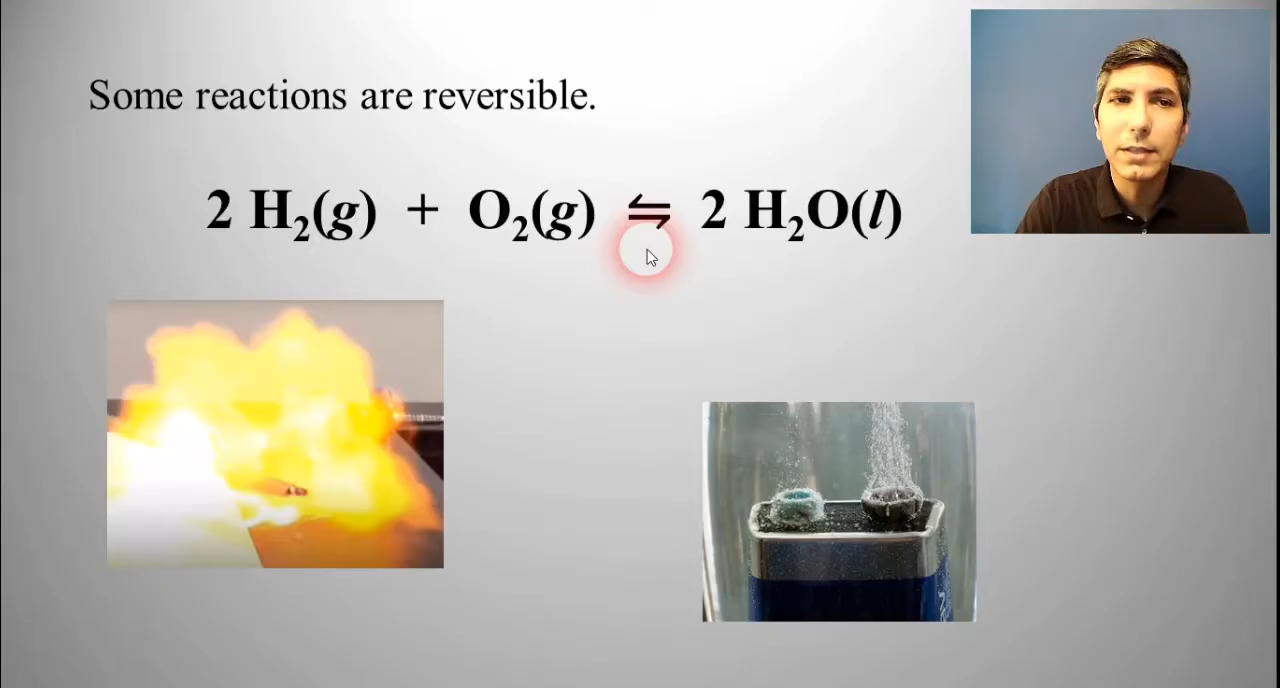 Some reactions are reversible.
2 H₂(g) + O₂(g) ⇋ 2 H₂O(l)